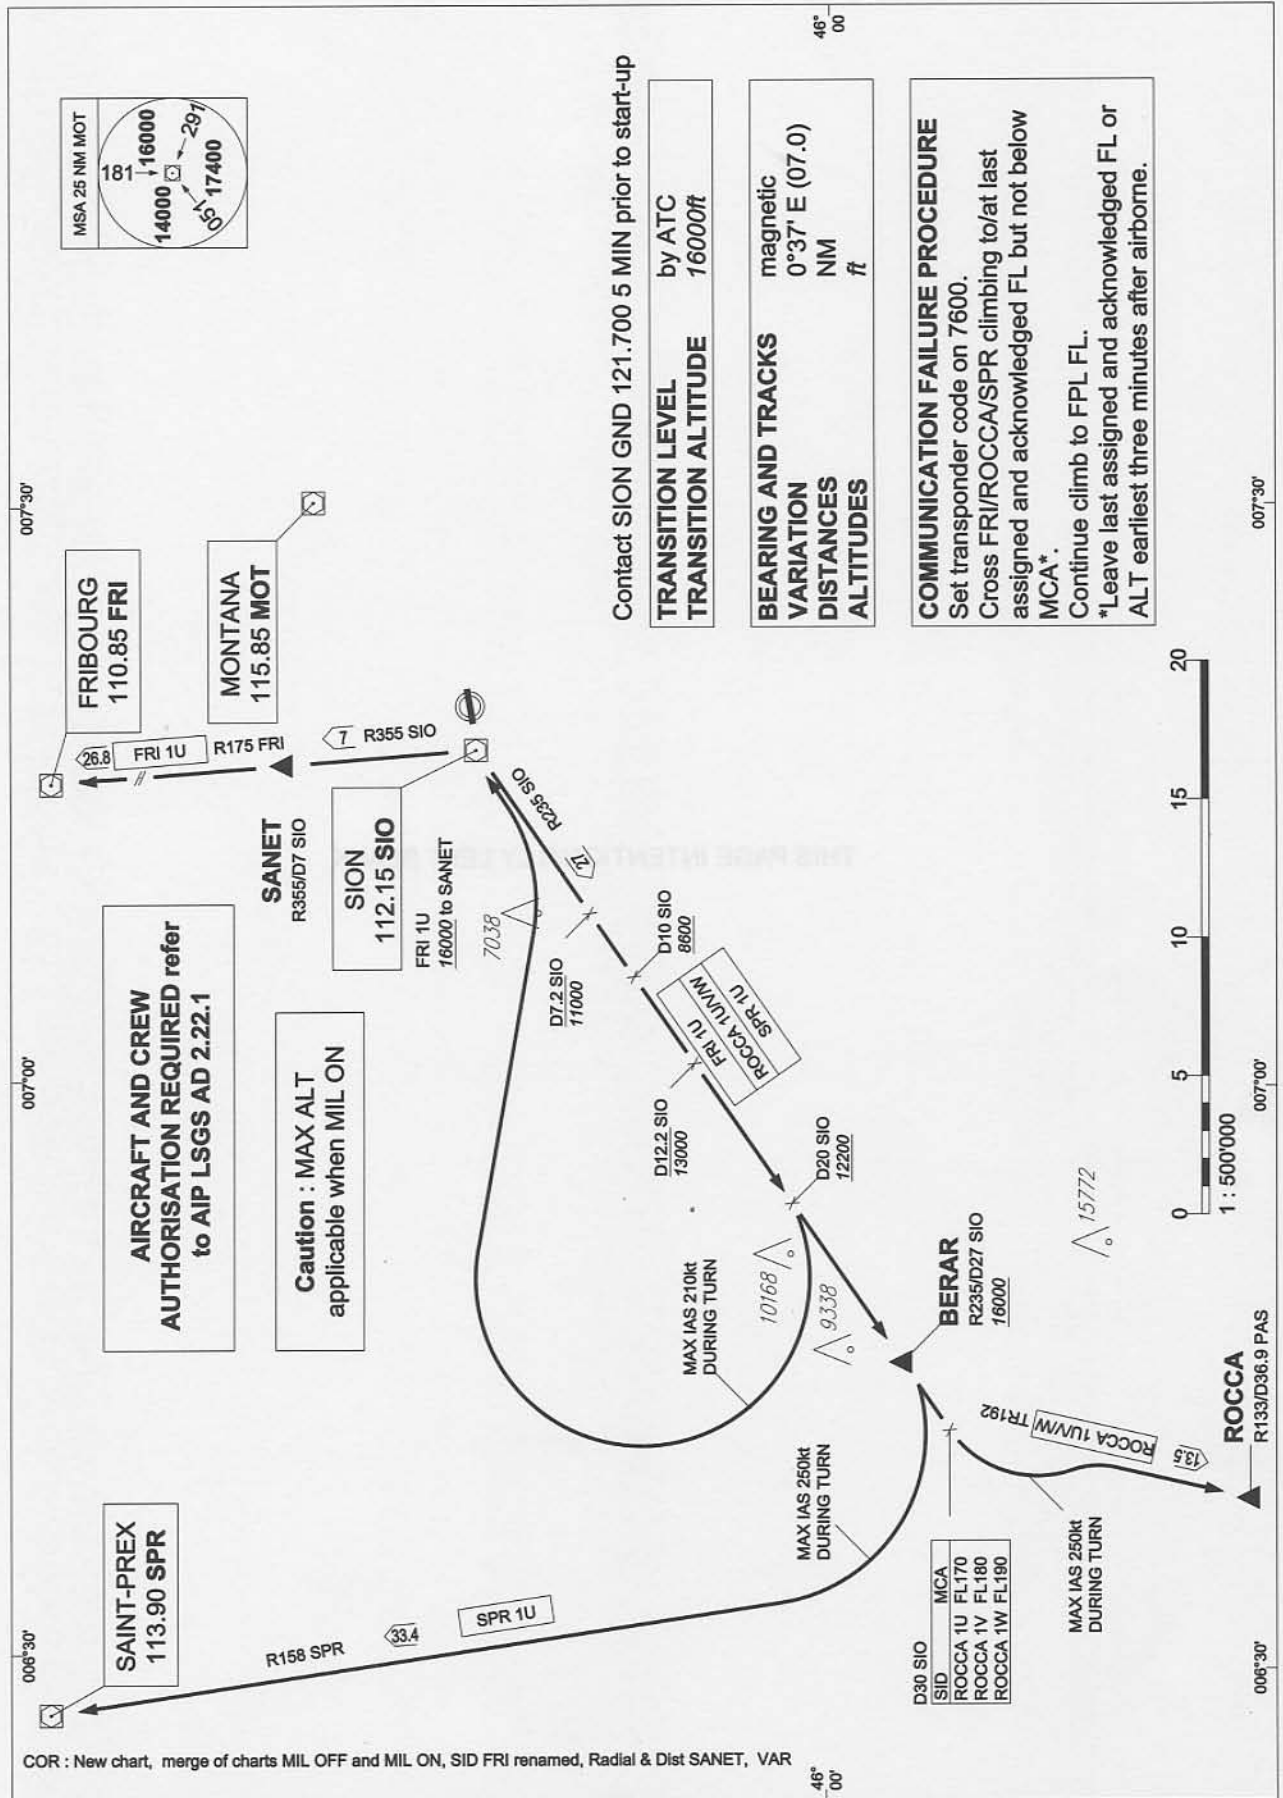 SAINT-PREX
113.90 SPR
R158 SPR
33.4
SPR 1U
AIRCRAFT AND CREW
AUTHORISATION REQUIRED refer
to AIP LSGS AD 2.22.1
Caution : MAX ALT
applicable when MIL ON
FRIBOURG
110.85 FRI
26.8
FRI 1U
R175 FRI
MONTANA
115.85 MOT
7
R355 SIO
SANET
R355/D7 SIO
SION
112.15 SIO
FRI 1U
16000 to SANET
7038
R235 SIO
27
D7.2 SIO
11000
D10 SIO
8600
FRI 1U
ROCCA 1U/V/W
SPR 1U
D12.2 SIO
13000
D20 SIO
12200
MAX IAS 210kt
DURING TURN
10168
9338
15772
BERAR
R235/D27 SIO
16000
MAX IAS 250kt
DURING TURN
D30 SIO
SID MCA
ROCCA 1U FL170
ROCCA 1V FL180
ROCCA 1W FL190
MAX IAS 250kt
DURING TURN
TR192
ROCCA 1U/V/W
13.5
ROCCA
R133/D36.9 PAS
MSA 25 NM MOT
181
16000
291
14000
051
17400
Contact SION GND 121.700 5 MIN prior to start-up
TRANSITION LEVEL by ATC
TRANSITION ALTITUDE 16000ft
BEARING AND TRACKS magnetic
VARIATION 0°37' E (07.0)
DISTANCES NM
ALTITUDES ft
COMMUNICATION FAILURE PROCEDURE
Set transponder code on 7600.
Cross FRI/ROCCA/SPR climbing to/at last
assigned and acknowledged FL but not below
MCA*.
Continue climb to FPL FL.
*Leave last assigned and acknowledged FL or
ALT earliest three minutes after airborne.
0 5 10 15 20
1 : 500'000
006°30'
007°00'
007°30'
006°30'
007°00'
007°30'
46°
00'
46°
00
COR : New chart, merge of charts MIL OFF and MIL ON, SID FRI renamed, Radial & Dist SANET, VAR
THIS PAGE INTENTIONALLY LEFT BLANK